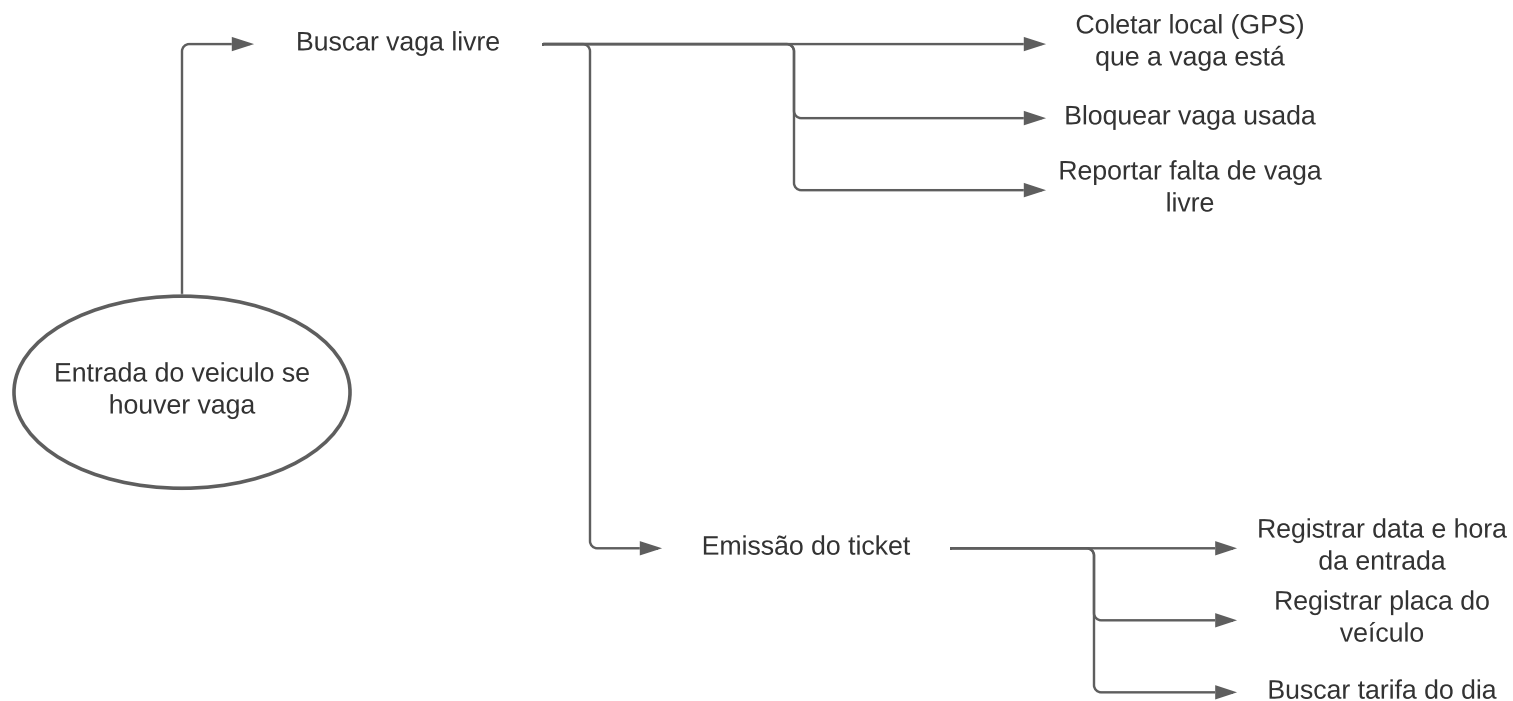 Buscar vaga livre
Coletar local (GPS)
que a vaga está
Bloquear vaga usada
Reportar falta de vaga
livre
Entrada do veiculo se
houver vaga
Emissão do ticket
Registrar data e hora
da entrada
Registrar placa do
veículo
Buscar tarifa do dia